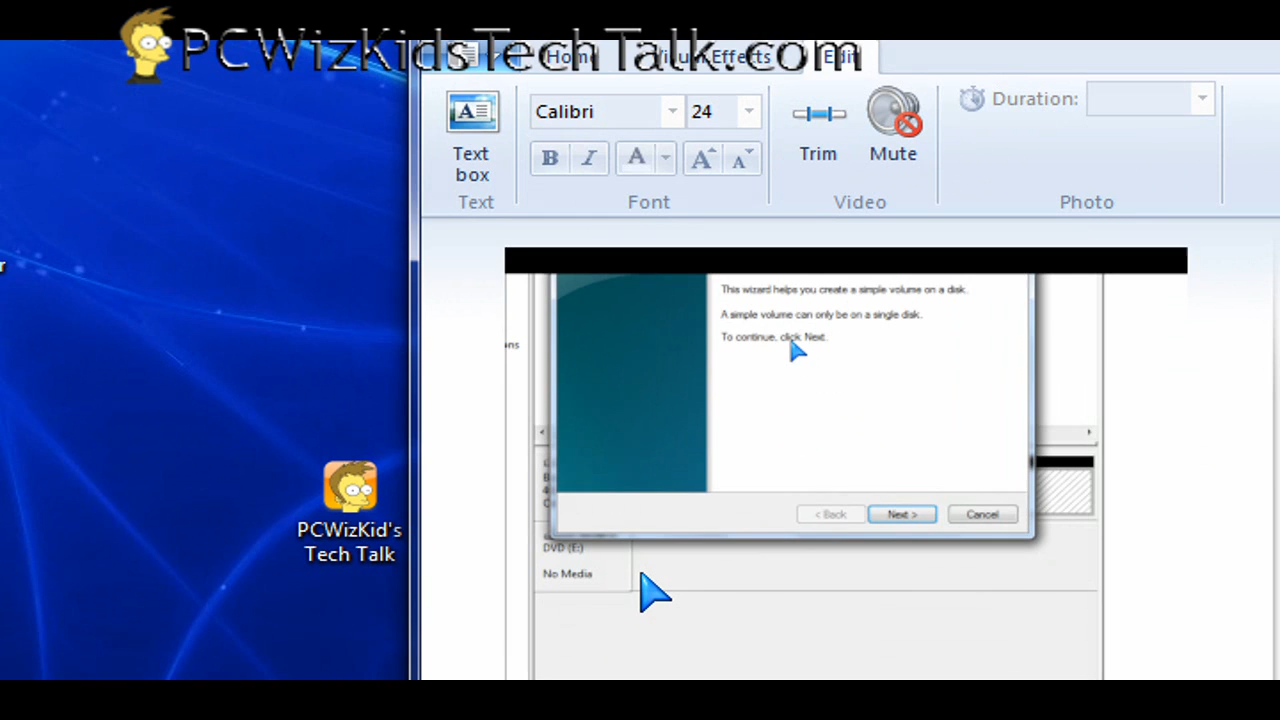 PCWizKidsTechTalk.com
Home
Visual Effects
Edit
Calibri
24
Duration:
Text
box
B
I
A
A
A
Trim
Mute
Text
Font
Video
Photo
This wizard helps you create a simple volume on a disk.
A simple volume can only be on a single disk.
To continue, click Next.
ons
< Back
Next >
Cancel
DVD (E:)
No Media
PCWizKid's
Tech Talk